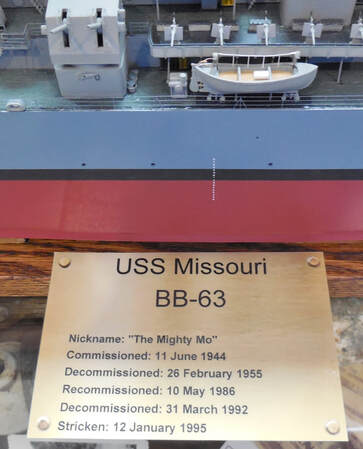 USS Missouri
BB-63
Nickname: "The Mighty Mo"
Commissioned: 11 June 1944
Decommissioned: 26 February 1955
Recommissioned: 10 May 1986
Decommissioned: 31 March 1992
Stricken: 12 January 1995